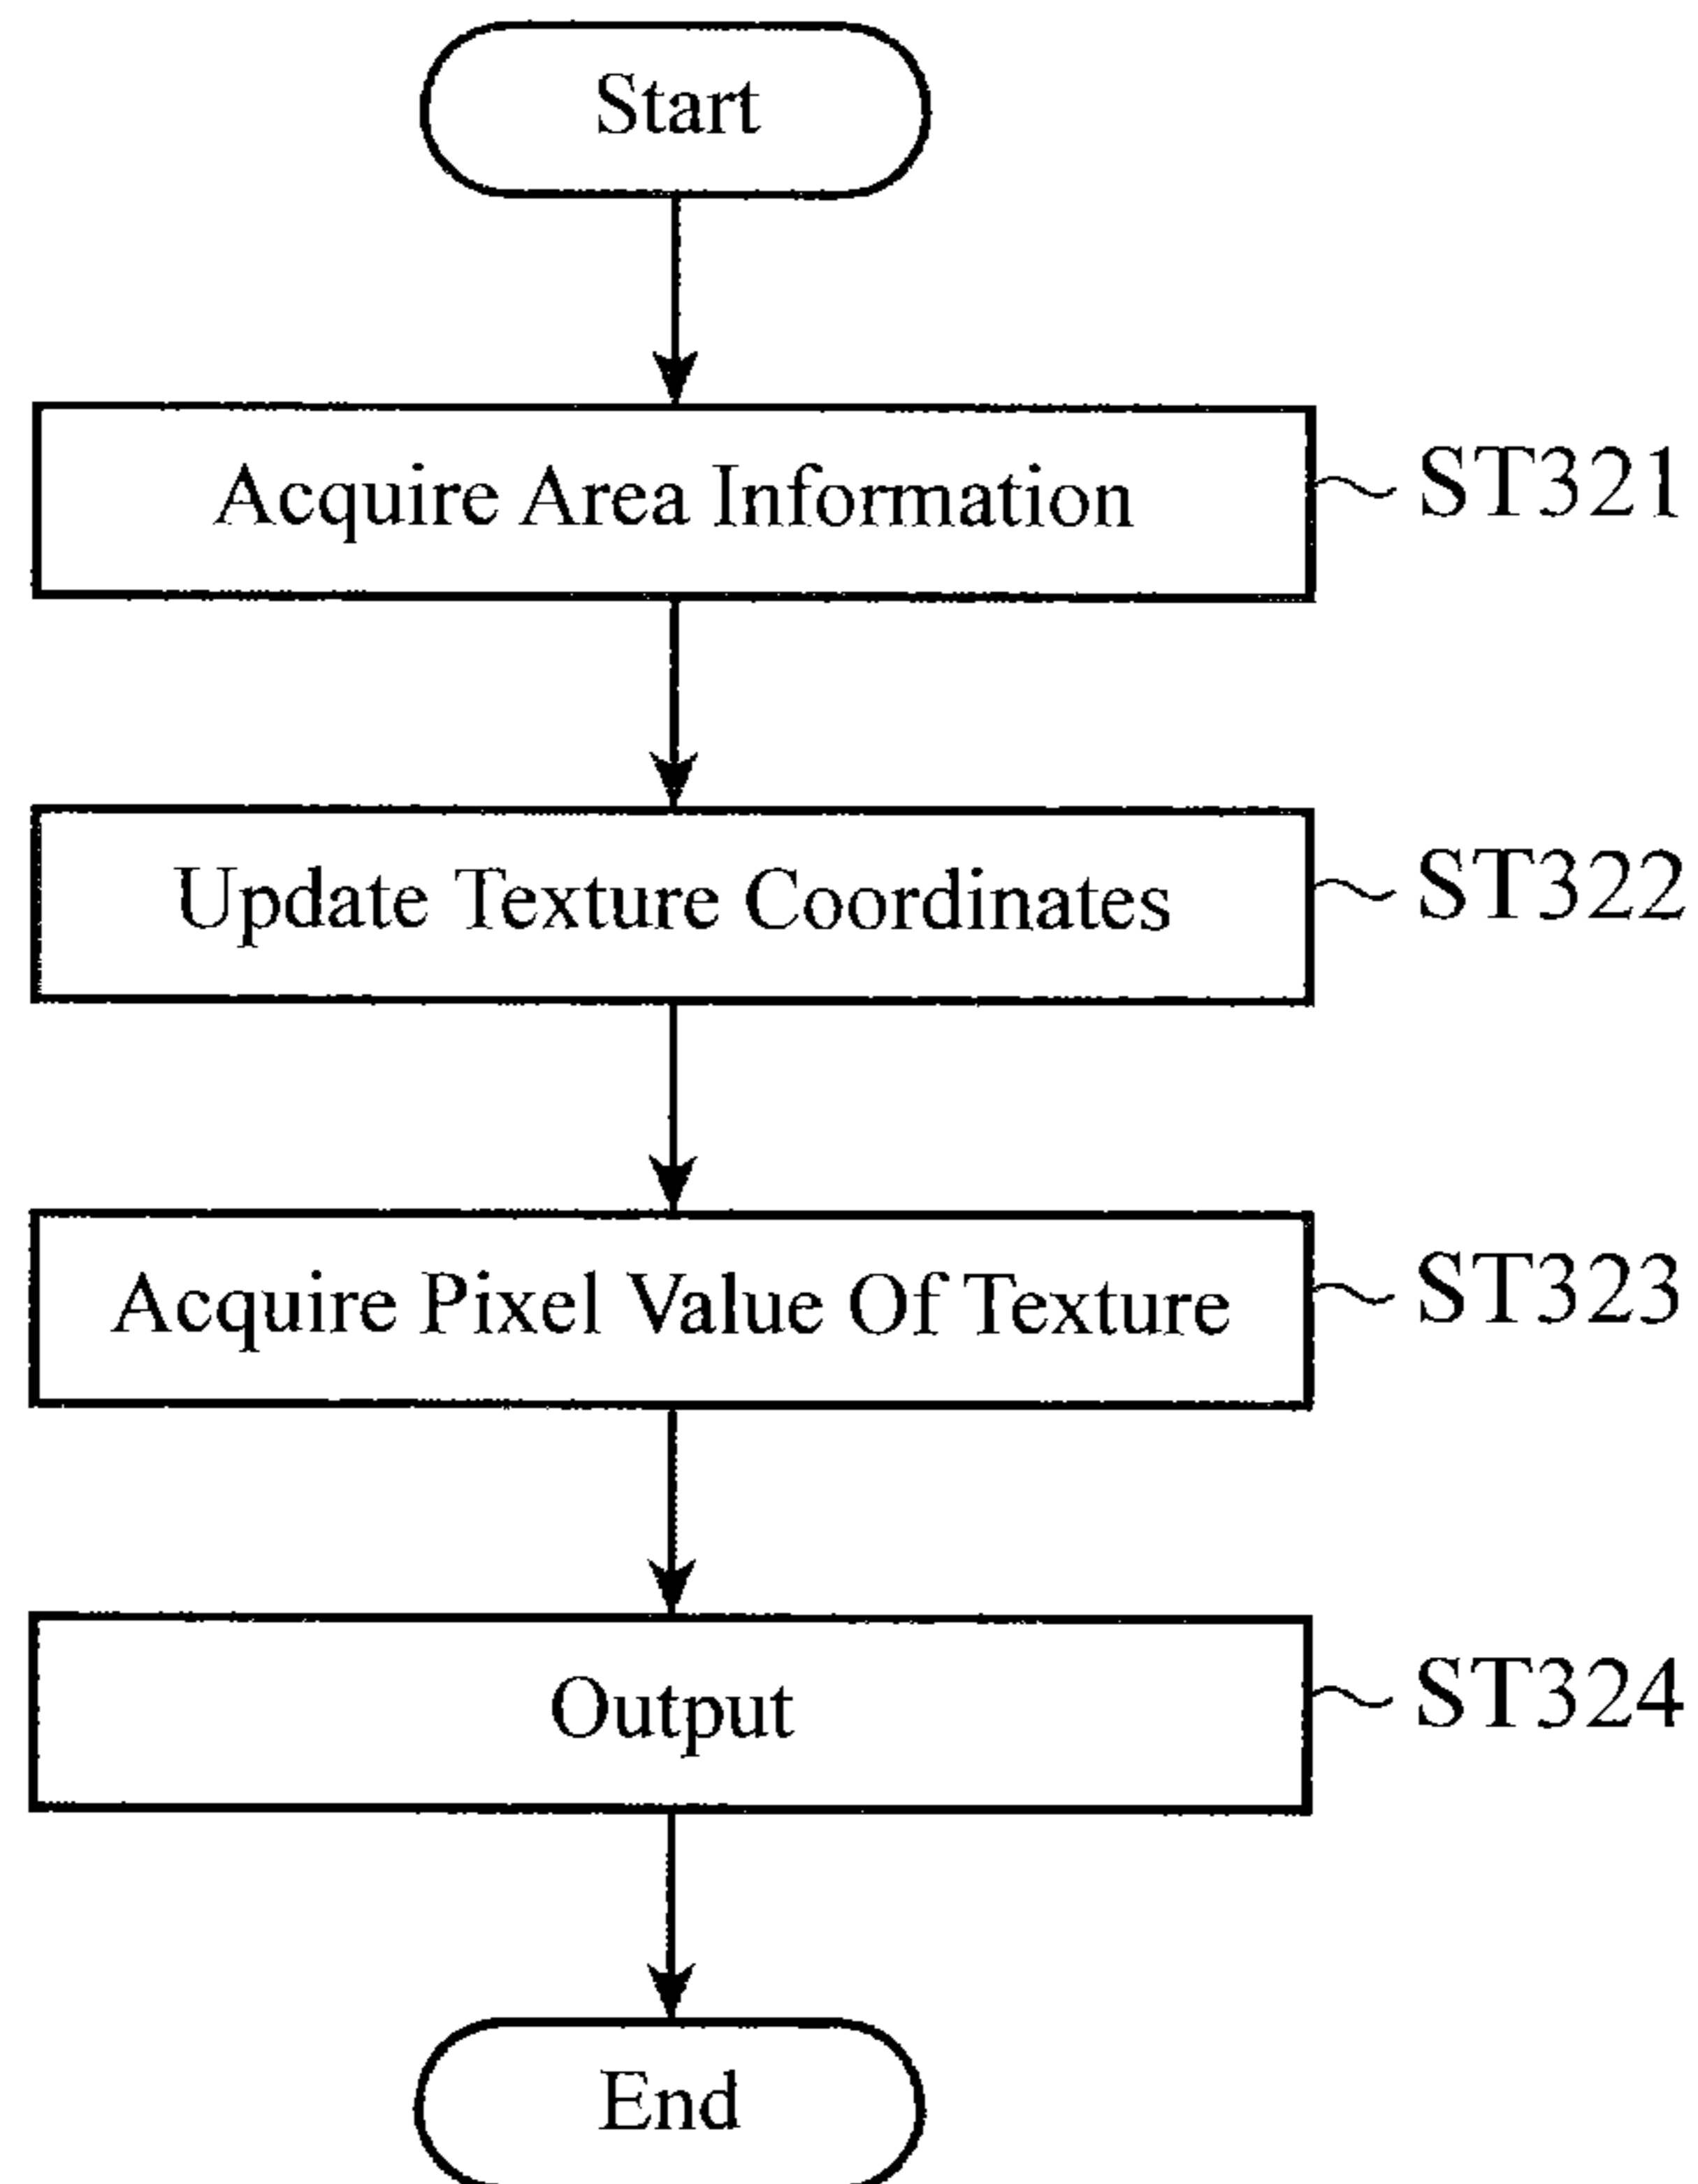 Start
Acquire Area Information
ST321
Update Texture Coordinates
ST322
Acquire Pixel Value Of Texture
ST323
Output
ST324
End